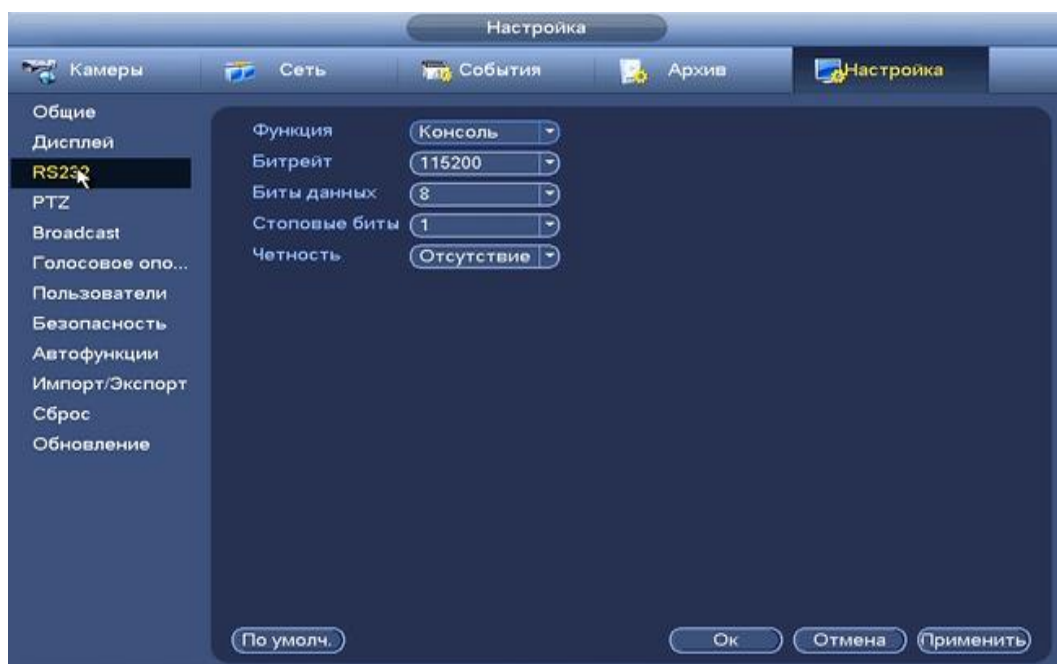 Настройка
Камеры
Сеть
События
Архив
Настройка
Общие
Дисплей
RS232
PTZ
Broadcast
Голосовое опо...
Пользователи
Безопасность
Автофункции
Импорт/Экспорт
Сброс
Обновление
Функция Консоль
Битрейт 115200
Биты данных 8
Стоповые биты 1
Четность Отсутствие
По умолч.
Ок
Отмена
Применить